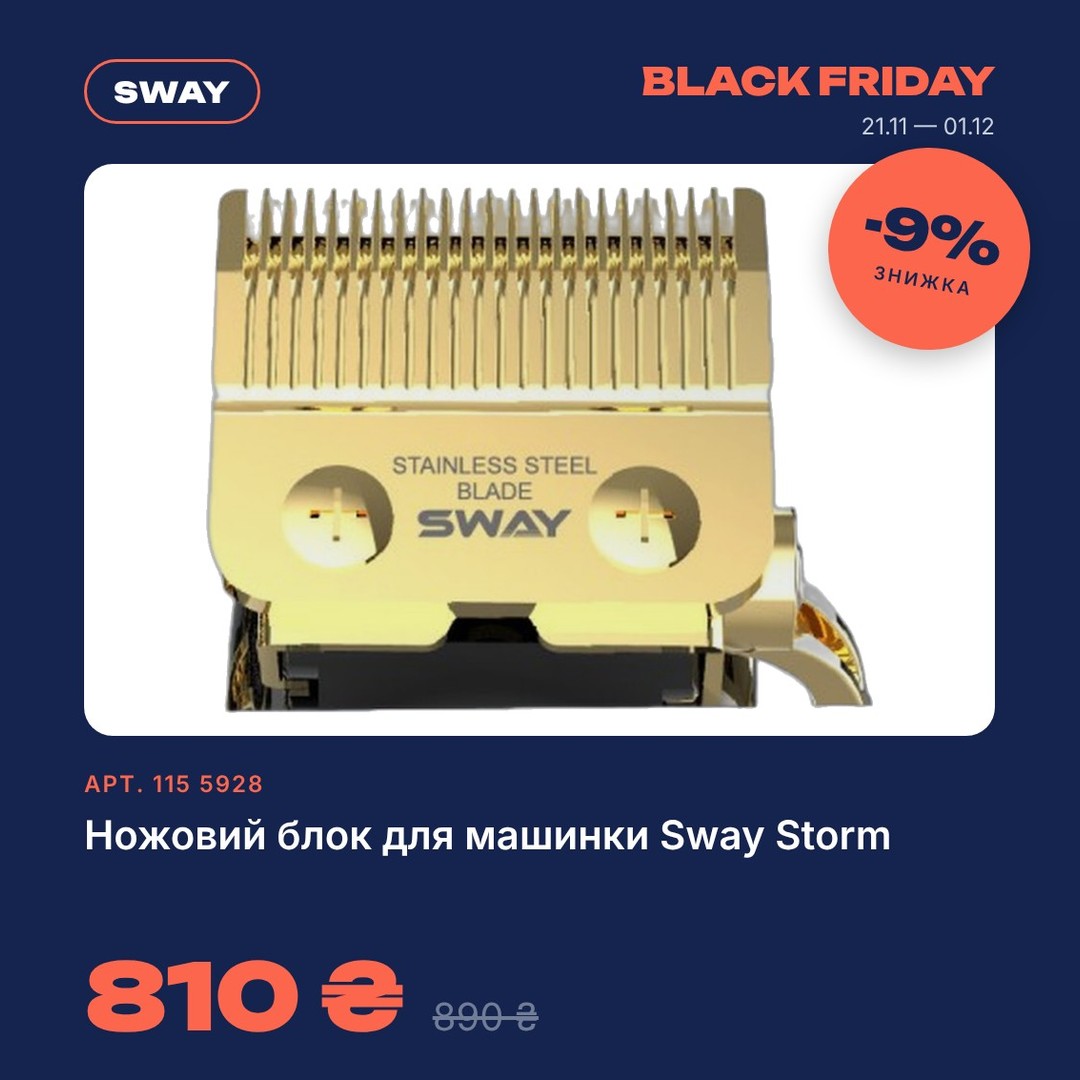 SWAY
BLACK FRIDAY
21.11 — 01.12
-9%
ЗНИЖКА
STAINLESS STEEL
BLADE
SWAY
АРТ. 115 5928
Ножовий блок для машинки Sway Storm
810 ₴ 890 ₴